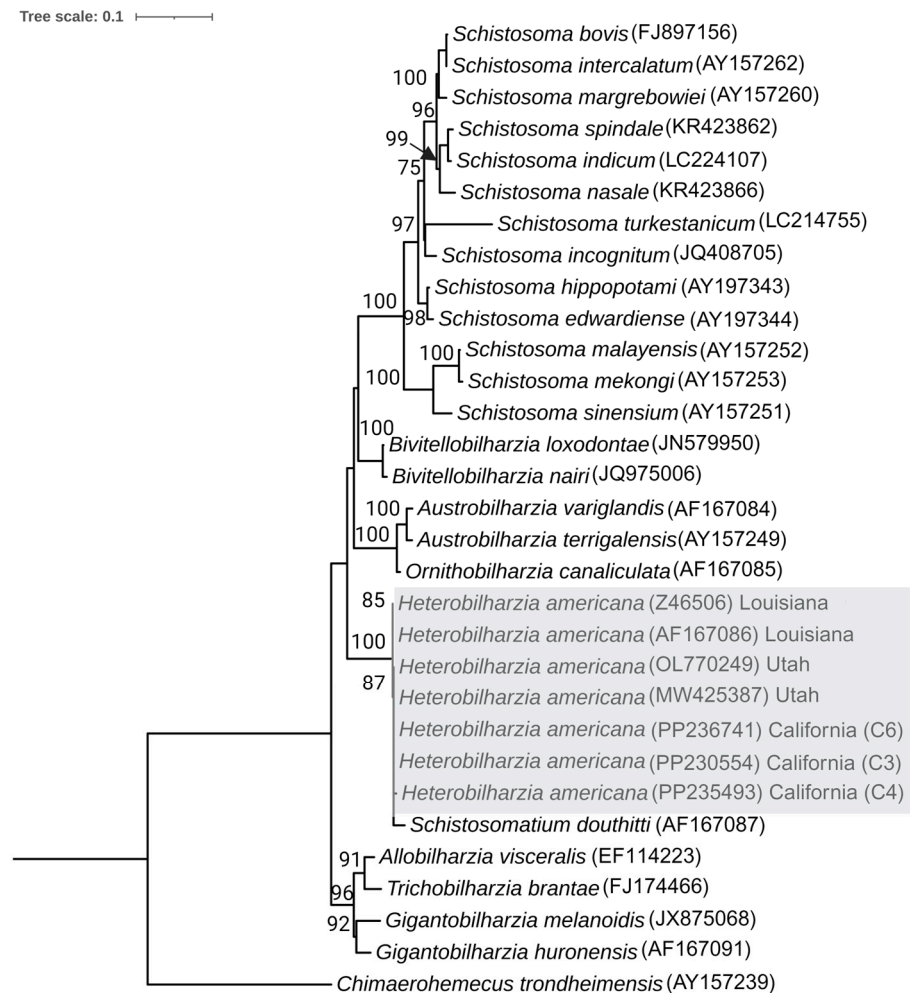 Tree scale: 0.1
Schistosoma bovis (FJ897156)
Schistosoma intercalatum (AY157262)
100
Schistosoma margrebowiei (AY157260)
96
Schistosoma spindale (KR423862)
99
Schistosoma indicum (LC224107)
75
Schistosoma nasale (KR423866)
97
Schistosoma turkestanicum (LC214755)
Schistosoma incognitum (JQ408705)
Schistosoma hippopotami (AY197343)
100
98
Schistosoma edwardiense (AY197344)
100
Schistosoma malayensis (AY157252)
100
Schistosoma mekongi (AY157253)
Schistosoma sinensium (AY157251)
100
Bivitellobilharzia loxodontae (JN579950)
Bivitellobilharzia nairi (JQ975006)
100
Austrobilharzia variglandis (AF167084)
100
Austrobilharzia terrigalensis (AY157249)
Ornithobilharzia canaliculata (AF167085)
85
Heterobilharzia americana (Z46506) Louisiana
100
Heterobilharzia americana (AF167086) Louisiana
Heterobilharzia americana (OL770249) Utah
87
Heterobilharzia americana (MW425387) Utah
Heterobilharzia americana (PP236741) California (C6)
Heterobilharzia americana (PP230554) California (C3)
Heterobilharzia americana (PP235493) California (C4)
Schistosomatium douthitti (AF167087)
91
Allobilharzia visceralis (EF114223)
96
Trichobilharzia brantae (FJ174466)
92
Gigantobilharzia melanoidis (JX875068)
Gigantobilharzia huronensis (AF167091)
Chimaerohemecus trondheimensis (AY157239)